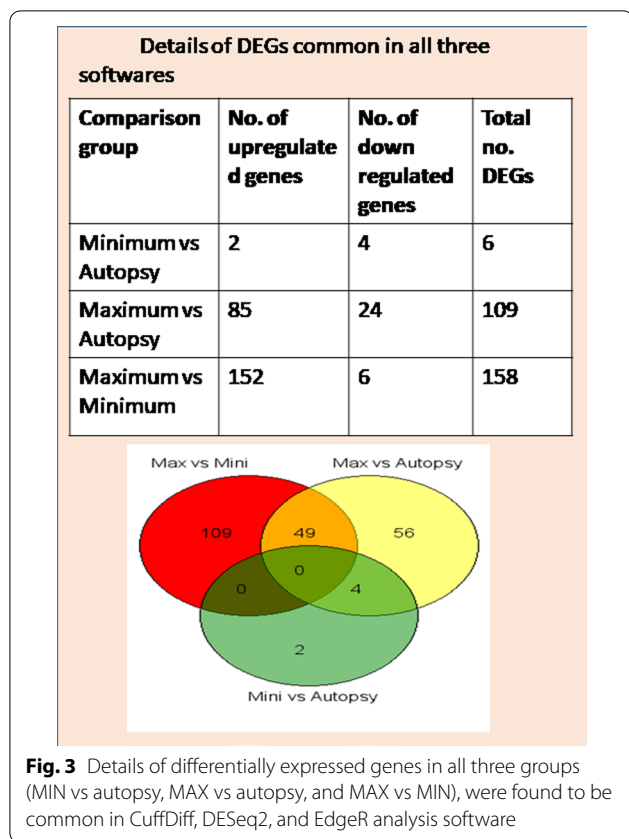 Details of DEGs common in all three
softwares
Comparison group No. of upregulate d genes No. of down regulated genes Total no. DEGs
Minimum vs Autopsy 2 4 6
Maximum vs Autopsy 85 24 109
Maximum vs Minimum 152 6 158
Max vs Mini Max vs Autopsy
109 49 56
0
0 4
2
Mini vs Autopsy
Fig. 3 Details of differentially expressed genes in all three groups
(MIN vs autopsy, MAX vs autopsy, and MAX vs MIN), were found to be
common in CuffDiff, DESeq2, and EdgeR analysis software